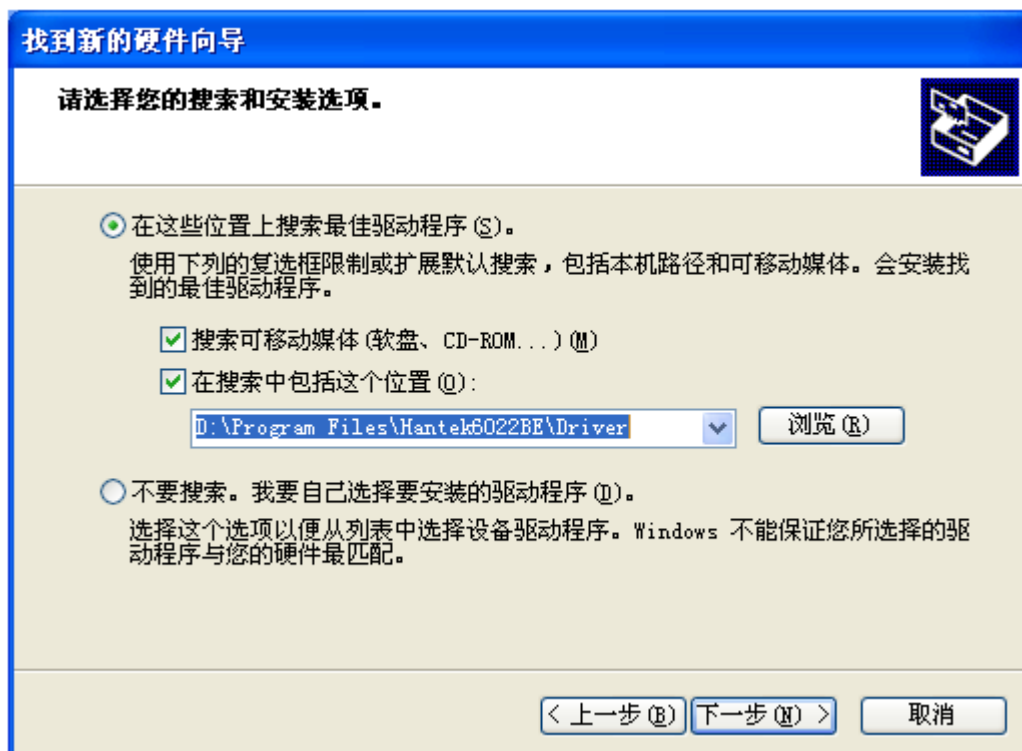 找到新的硬件向导
请选择您的搜索和安装选项。
在这些位置上搜索最佳驱动程序(S)。
使用下列的复选框限制或扩展默认搜索，包括本机路径和可移动媒体。会安装找
到的最佳驱动程序。
搜索可移动媒体(软盘、CD-ROM...)(M)
在搜索中包括这个位置(O):
D:\Program Files\Hantek6022BE\Driver
浏览(R)
不要搜索。我要自己选择要安装的驱动程序(D)。
选择这个选项以便从列表中选择设备驱动程序。Windows 不能保证您所选择的驱
动程序与您的硬件最匹配。
< 上一步(B) 下一步(N) > 取消